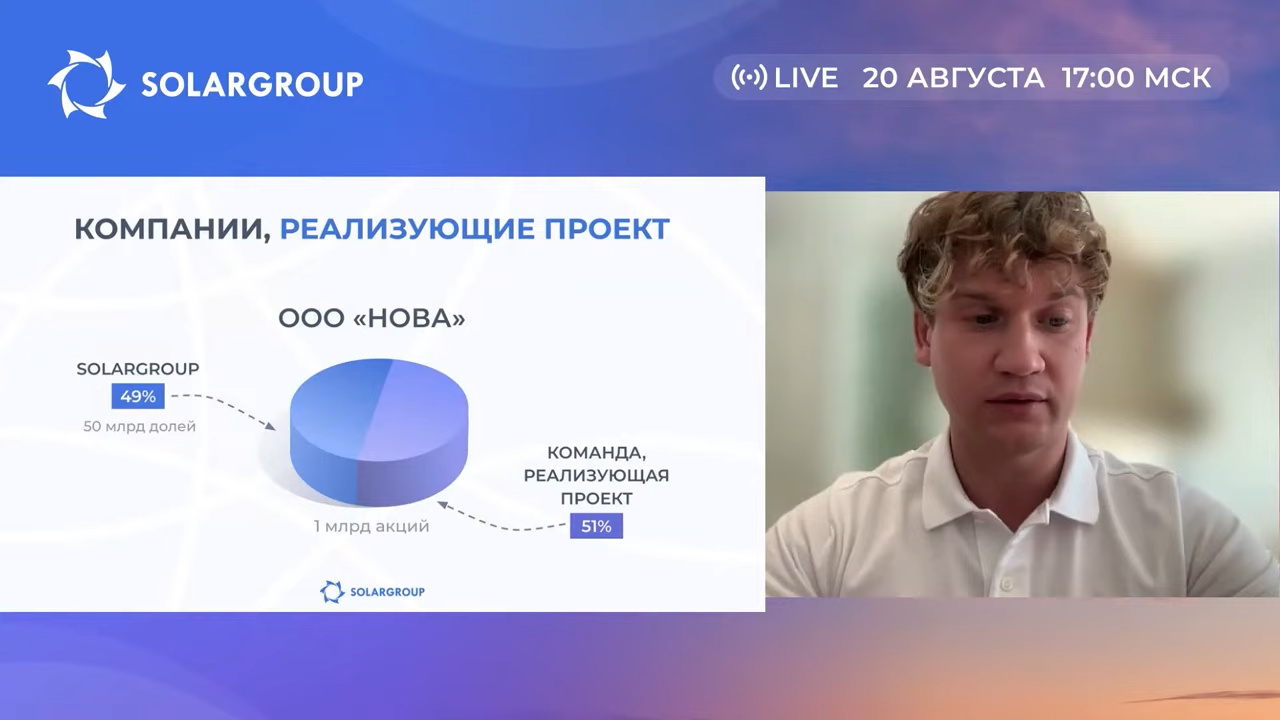 SOLARGROUP
LIVE 20 АВГУСТА 17:00 МСК
КОМПАНИИ, РЕАЛИЗУЮЩИЕ ПРОЕКТ
ООО «НОВА»
SOLARGROUP
49%
50 млрд долей
КОМАНДА,
РЕАЛИЗУЮЩАЯ
ПРОЕКТ
51%
1 млрд акций
SOLARGROUP